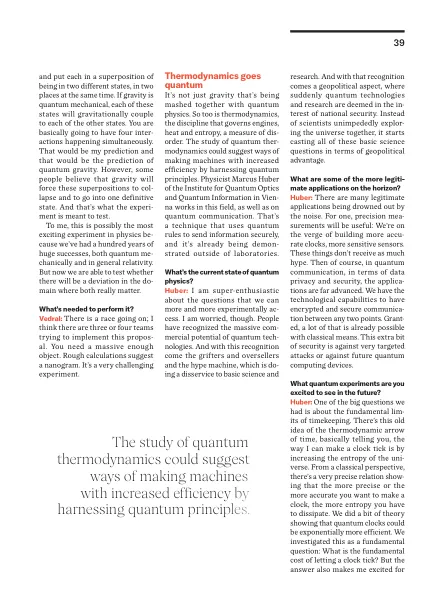 39
and put each in a superposition of
being in two different states, in two
places at the same time. If gravity is
quantum mechanical, each of these
states will gravitationally couple
to each of the other states. You are
basically going to have four inter-
actions happening simultaneously.
That would be my prediction and
that would be the prediction of
quantum gravity. However, some
people believe that gravity will
force these superpositions to col-
lapse and to go into one definitive
state. And that's what the experi-
ment is meant to test.
To me, this is possibly the most
exciting experiment in physics be-
cause we've had a hundred years of
huge successes, both quantum me-
chanically and in general relativity.
But now we are able to test whether
there will be a deviation in the do-
main where both really matter.
What's needed to perform it?
Vedral: There is a race going on; I
think there are three or four teams
trying to implement this propos-
al. You need a massive enough
object. Rough calculations suggest
a nanogram. It's a very challenging
experiment.
Thermodynamics goes
quantum
It's not just gravity that's being
mashed together with quantum
physics. So too is thermodynamics,
the discipline that governs engines,
heat and entropy, a measure of dis-
order. The study of quantum ther-
modynamics could suggest ways of
making machines with increased
efficiency by harnessing quantum
principles. Physicist Marcus Huber
of the Institute for Quantum Optics
and Quantum Information in Vien-
na works in this field, as well as on
quantum communication. That's
a technique that uses quantum
rules to send information securely,
and it's already being demon-
strated outside of laboratories.
What's the current state of quantum
physics?
Huber: I am super-enthusiastic
about the questions that we can
more and more experimentally ac-
cess. I am worried, though. People
have recognized the massive com-
mercial potential of quantum tech-
nologies. And with this recognition
come the grifters and oversellers
and the hype machine, which is do-
ing a disservice to basic science and
The study of quantum
thermodynamics could suggest
ways of making machines
with increased efficiency by
harnessing quantum principles.
research. And with that recognition
comes a geopolitical aspect, where
suddenly quantum technologies
and research are deemed in the in-
terest of national security. Instead
of scientists unimpededly explor-
ing the universe together, it starts
casting all of these basic science
questions in terms of geopolitical
advantage.
What are some of the more legiti-
mate applications on the horizon?
Huber: There are many legitimate
applications being drowned out by
the noise. For one, precision mea-
surements will be useful: We're on
the verge of building more accu-
rate clocks, more sensitive sensors.
These things don't receive as much
hype. Then of course, in quantum
communication, in terms of data
privacy and security, the applica-
tions are far advanced. We have the
technological capabilities to have
encrypted and secure communica-
tion between any two points. Grant-
ed, a lot of that is already possible
with classical means. This extra bit
of security is against very targeted
attacks or against future quantum
computing devices.
What quantum experiments are you
excited to see in the future?
Huber: One of the big questions we
had is about the fundamental lim-
its of timekeeping. There's this old
idea of the thermodynamic arrow
of time, basically telling you, the
way I can make a clock tick is by
increasing the entropy of the uni-
verse. From a classical perspective,
there's a very precise relation show-
ing that the more precise or the
more accurate you want to make a
clock, the more entropy you have
to dissipate. We did a bit of theory
showing that quantum clocks could
be exponentially more efficient. We
investigated this as a fundamental
question: What is the fundamental
cost of letting a clock tick? But the
answer also makes me excited for